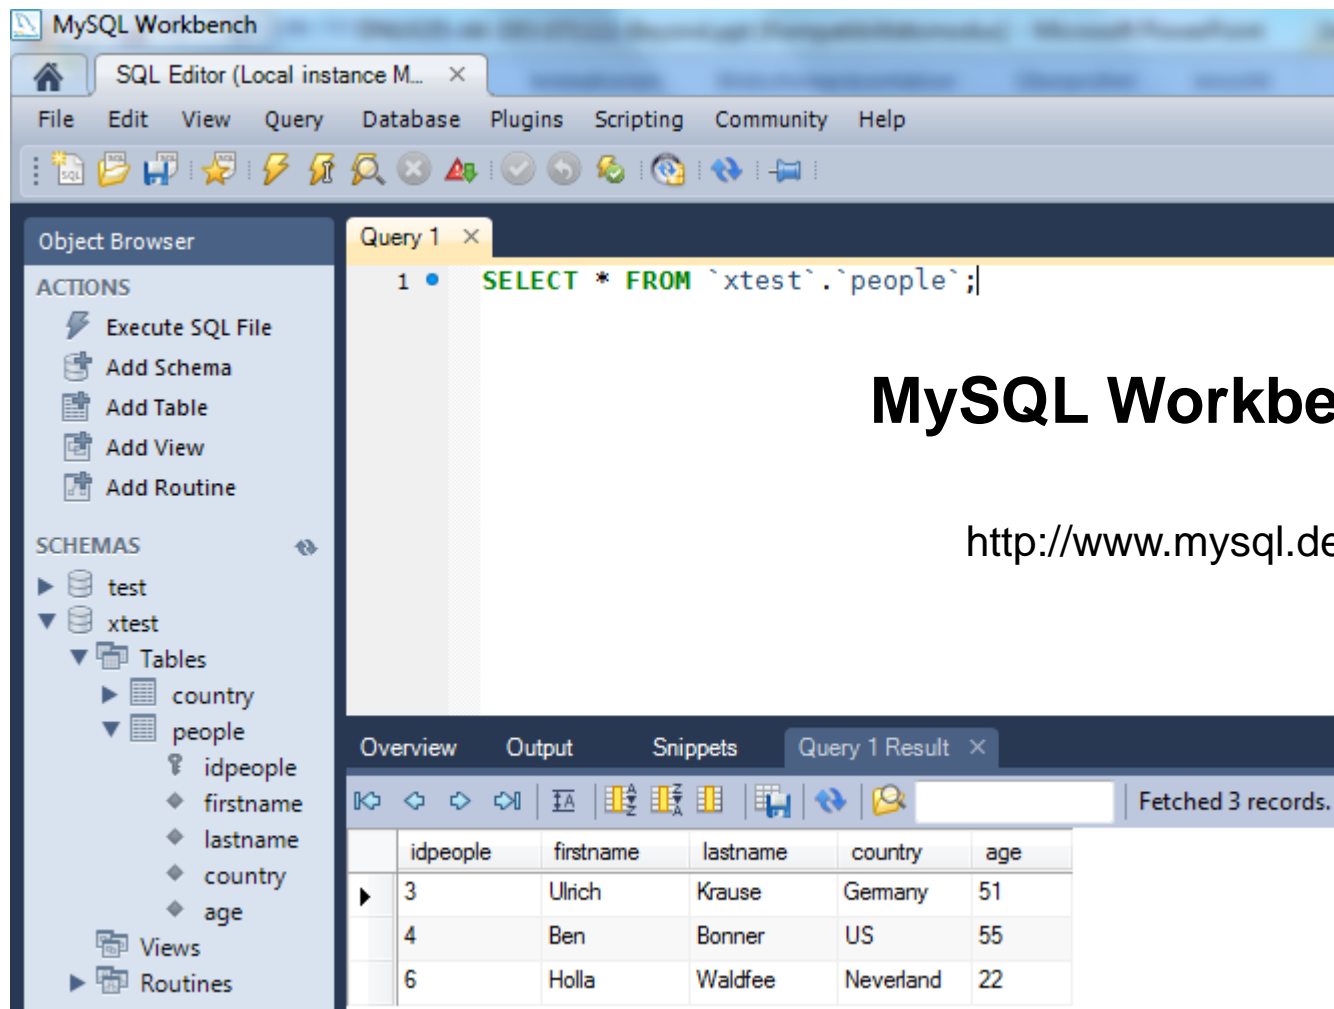 MySQL Workbench
SQL Editor (Local instance M... ×
File Edit View Query Database Plugins Scripting Community Help
Object Browser
ACTIONS
Execute SQL File
Add Schema
Add Table
Add View
Add Routine
SCHEMAS
test
xtest
Tables
country
people
idpeople
firstname
lastname
country
age
Views
Routines
Query 1 ×
1 SELECT * FROM `xtest`.`people`;
MySQL Workbe
http://www.mysql.de
Overview Output Snippets Query 1 Result ×
Fetched 3 records.
idpeople firstname lastname country age
3 Ulrich Krause Germany 51
4 Ben Bonner US 55
6 Holla Waldfee Neverland 22